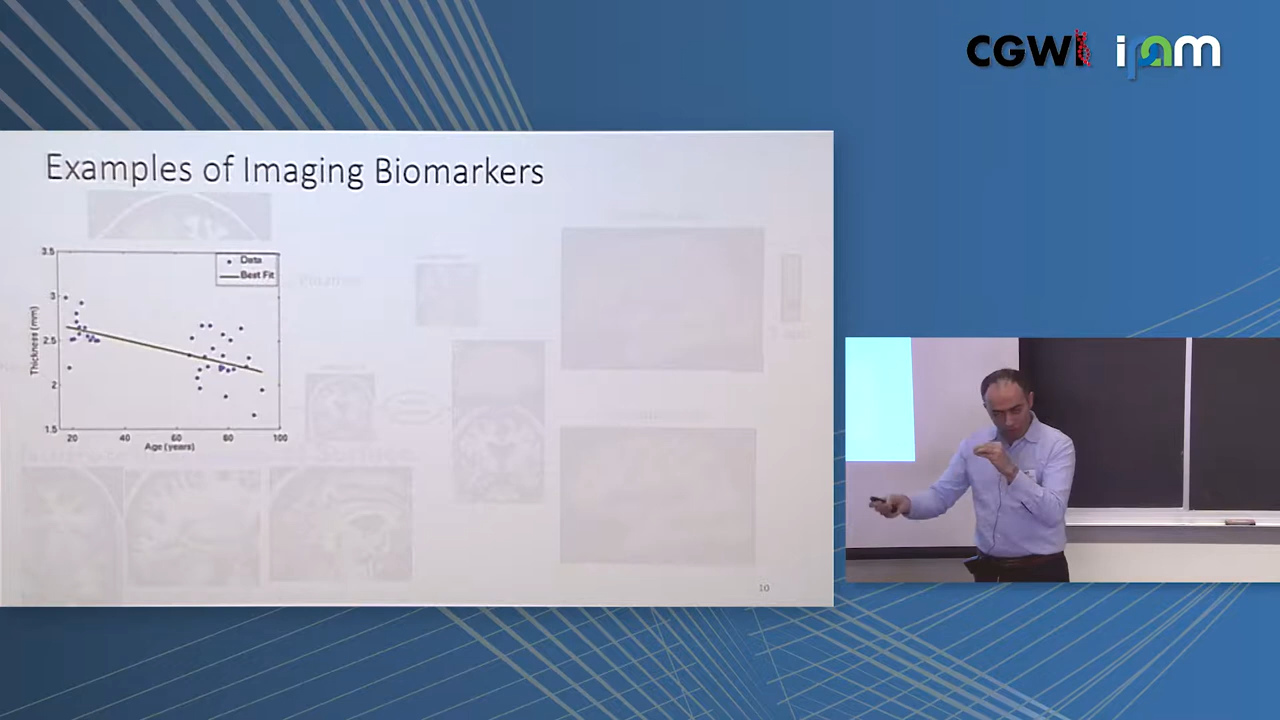 CGWI ipam
Examples of Imaging Biomarkers
3.5
3
2.5
2
1.5
Thickness (mm)
Data
Best Fit
20 40 60 80 100
Age (years)
10